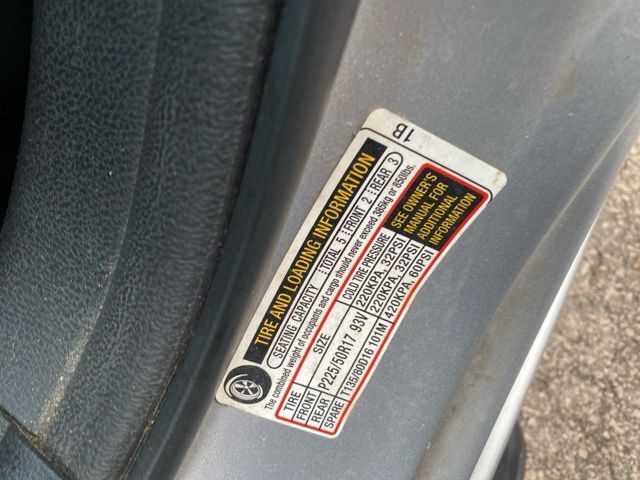 1B
TIRE AND LOADING INFORMATION
SEATING CAPACITY TOTAL 5 FRONT 2 REAR 3
The combined weight of occupants and cargo should never exceed 385kg or 850lbs.
TIRE SIZE COLD TIRE PRESSURE
FRONT P225/50R17 93V 220KPA, 32PSI
REAR 220KPA, 32PSI
SPARE T135/80D16 101M 420KPA, 60PSI
SEE OWNER'S
MANUAL FOR
ADDITIONAL
INFORMATION